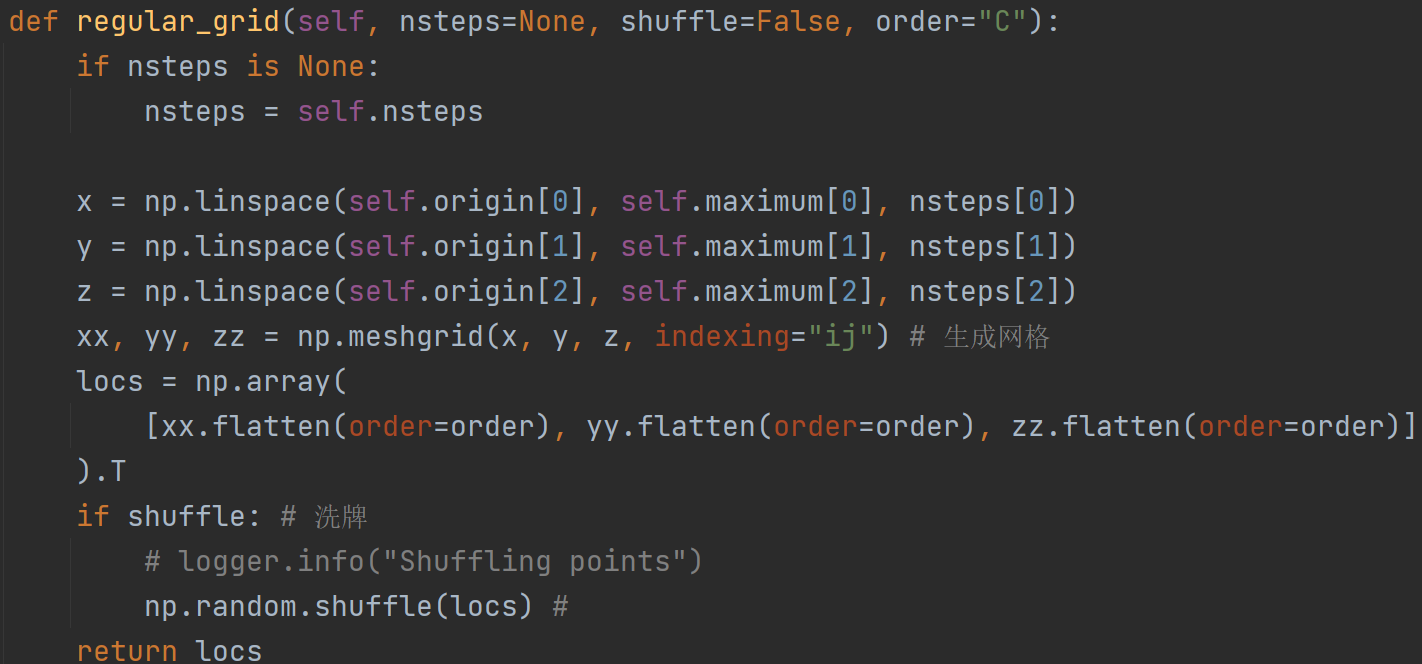 def regular_grid(self, nsteps=None, shuffle=False, order="C"):
if nsteps is None:
nsteps = self.nsteps
x = np.linspace(self.origin[0], self.maximum[0], nsteps[0])
y = np.linspace(self.origin[1], self.maximum[1], nsteps[1])
z = np.linspace(self.origin[2], self.maximum[2], nsteps[2])
xx, yy, zz = np.meshgrid(x, y, z, indexing="ij") # 生成网格
locs = np.array(
[xx.flatten(order=order), yy.flatten(order=order), zz.flatten(order=order)]
).T
if shuffle: # 洗牌
# logger.info("Shuffling points")
np.random.shuffle(locs) #
return locs